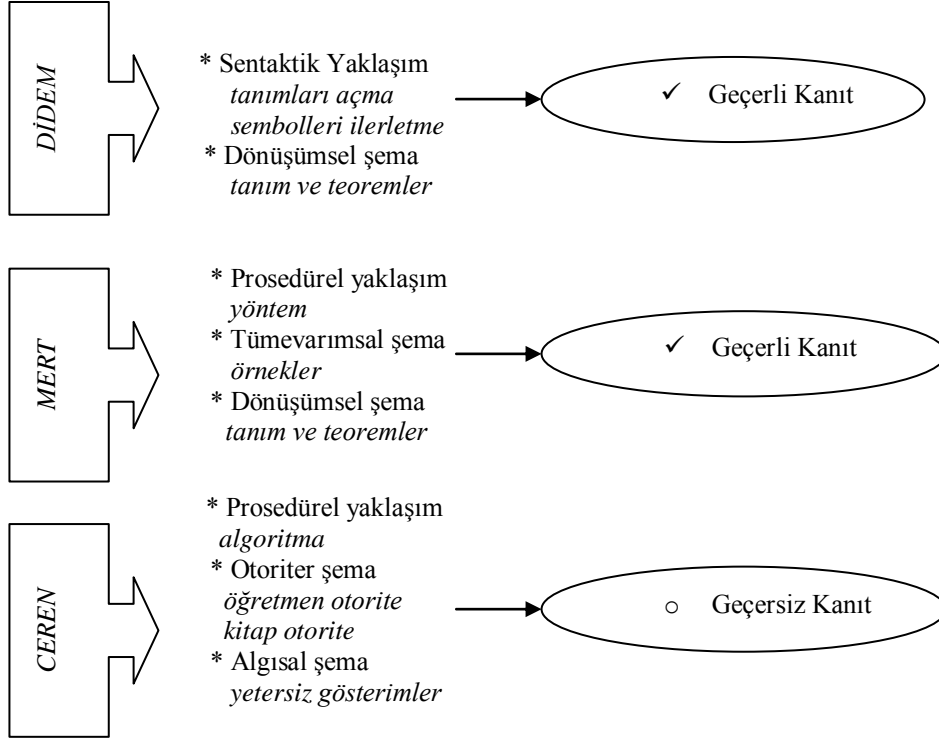 DİDEM
* Sentaktik Yaklaşım
tanımları açma
sembolleri ilerletme
* Dönüşümsel şema
tanım ve teoremler
✓ Geçerli Kanıt
MERT
* Prosedürel yaklaşım
yöntem
* Tümevarımsal şema
örnekler
* Dönüşümsel şema
tanım ve teoremler
✓ Geçerli Kanıt
CEREN
* Prosedürel yaklaşım
algoritma
* Otoriter şema
öğretmen otorite
kitap otorite
* Algısal şema
yetersiz gösterimler
○ Geçersiz Kanıt